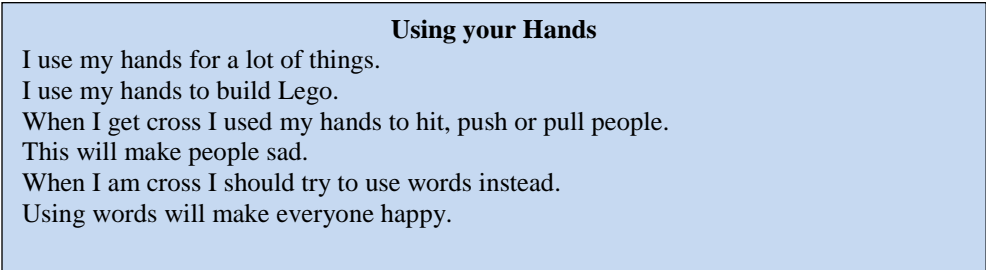 Using your Hands
I use my hands for a lot of things.
I use my hands to build Lego.
When I get cross I used my hands to hit, push or pull people.
This will make people sad.
When I am cross I should try to use words instead.
Using words will make everyone happy.